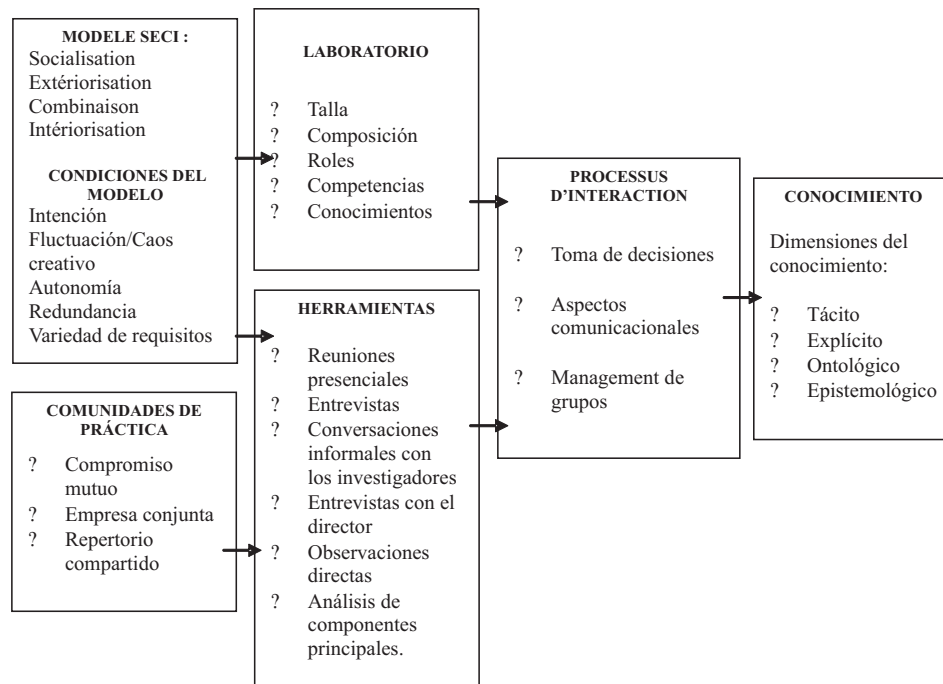 MODELE SECI :
Socialisation
Extériorisation
Combinaison
Intériorisation
CONDICIONES DEL
MODELO
Intención
Fluctuación/Caos
creativo
Autonomía
Redundancia
Variedad de requisitos
COMUNIDADES DE
PRÁCTICA
? Compromiso
mutuo
? Empresa conjunta
? Repertorio
compartido
LABORATORIO
? Talla
? Composición
? Roles
? Competencias
? Conocimientos
HERRAMIENTAS
? Reuniones
presenciales
? Entrevistas
? Conversaciones
informales con
los investigadores
? Entrevistas con el
director
? Observaciones
directas
? Análisis de
componentes
principales.
PROCESSUS
D'INTERACTION
? Toma de decisiones
? Aspectos
comunicacionales
? Management de
grupos
CONOCIMIENTO
Dimensiones del
conocimiento:
? Tácito
? Explícito
? Ontológico
? Epistemológico